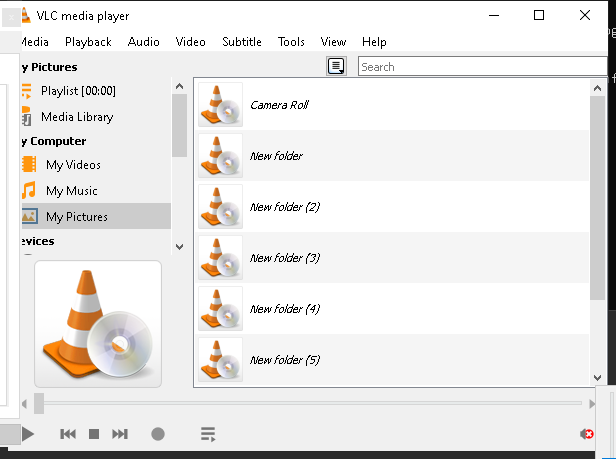 VLC media player
Media Playback Audio Video Subtitle Tools View Help
y Pictures
Search
Playlist [00:00]
Media Library
y Computer
My Videos
My Music
My Pictures
evices
Camera Roll
New folder
New folder (2)
New folder (3)
New folder (4)
New folder (5)